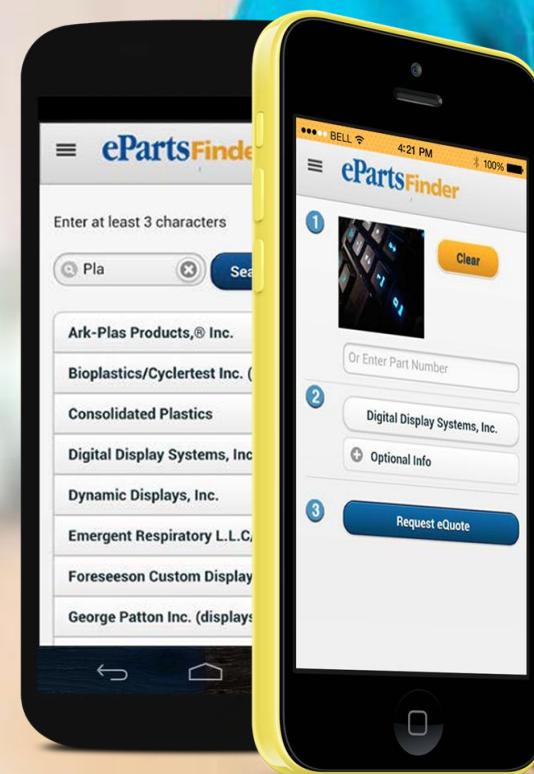 ePartsFinde
Enter at least 3 characters
Pla
Sea
Ark-Plas Products,® Inc.
Bioplastics/Cyclertest Inc. (
Consolidated Plastics
Digital Display Systems, Inc
Dynamic Displays, Inc.
Emergent Respiratory L.L.C/
Foreseeson Custom Display
George Patton Inc. (displays
BELL
4:21 PM
100%
ePartsFinder
1
Clear
Or Enter Part Number
2
Digital Display Systems, Inc.
Optional Info
3
Request eQuote